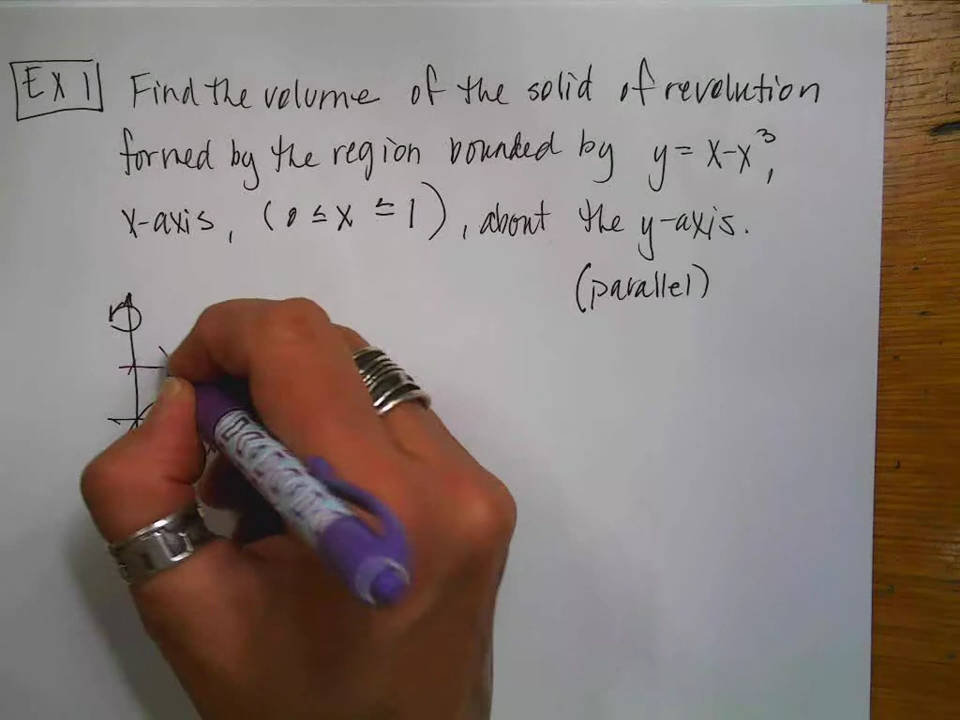 EX 1 Find the volume of the solid of revolution
formed by the region bounded by y = x-x³,
x-axis, (0 ≤ x ≤ 1), about the y-axis.
(parallel)